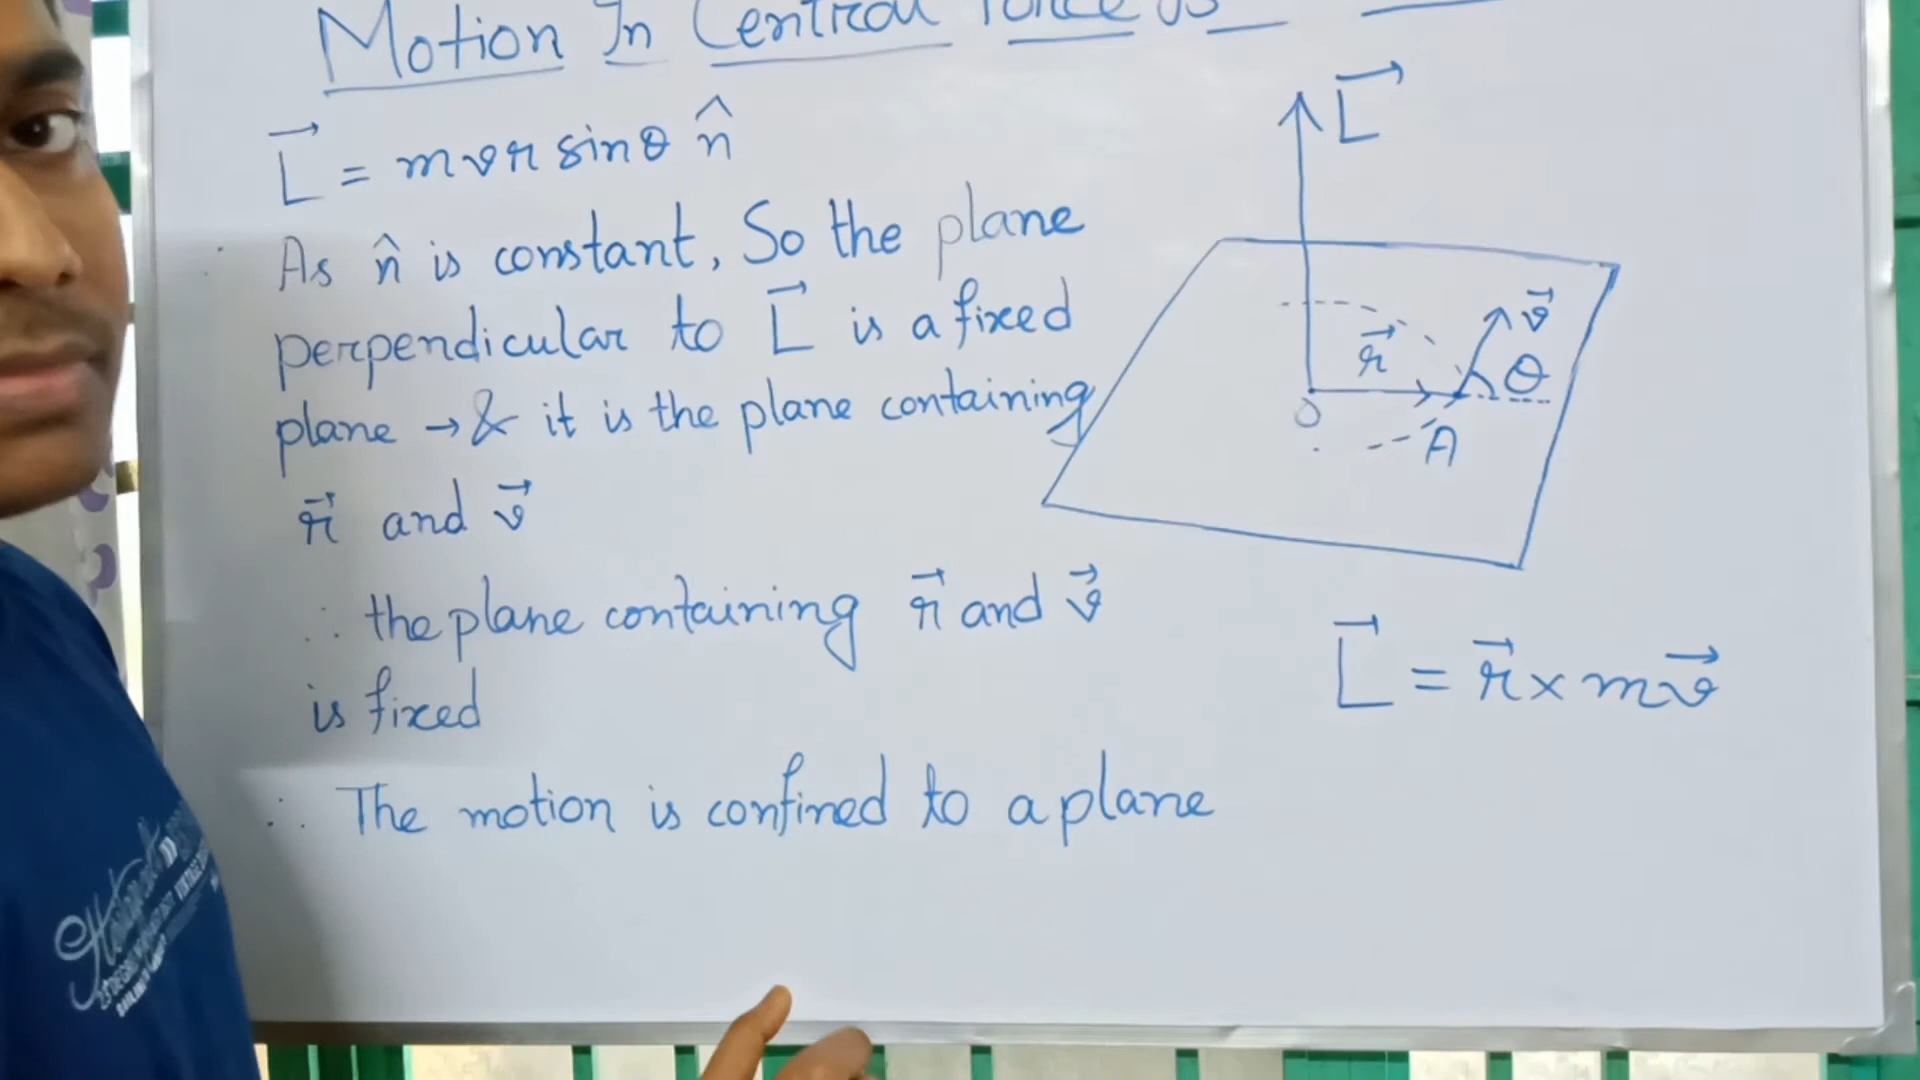 Motion In Central Force
L⃗ = mvr sinθ n̂
As n̂ is constant, So the plane
perpendicular to L⃗ is a fixed
plane → & it is the plane containing
r⃗ and v⃗
∴ the plane containing r⃗ and v⃗
is fixed
∴ The motion is confined to a plane
L⃗
v⃗
r⃗
θ
O
A
L⃗ = r⃗ × mv⃗